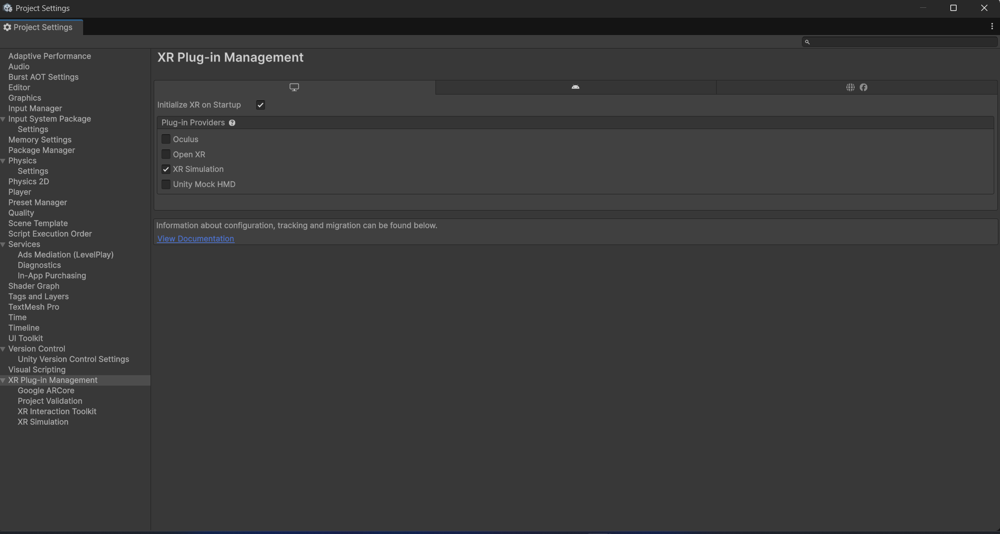 Project Settings
Project Settings
Adaptive Performance
Audio
Burst AOT Settings
Editor
Graphics
Input Manager
Input System Package
Settings
Memory Settings
Package Manager
Physics
Settings
Physics 2D
Player
Preset Manager
Quality
Scene Template
Script Execution Order
Services
Ads Mediation (LevelPlay)
Diagnostics
In-App Purchasing
Shader Graph
Tags and Layers
TextMesh Pro
Time
Timeline
UI Toolkit
Version Control
Unity Version Control Settings
Visual Scripting
XR Plug-in Management
Google ARCore
Project Validation
XR Interaction Toolkit
XR Simulation
XR Plug-in Management
Initialize XR on Startup
Plug-in Providers
Oculus
Open XR
XR Simulation
Unity Mock HMD
Information about configuration, tracking and migration can be found below.
View Documentation